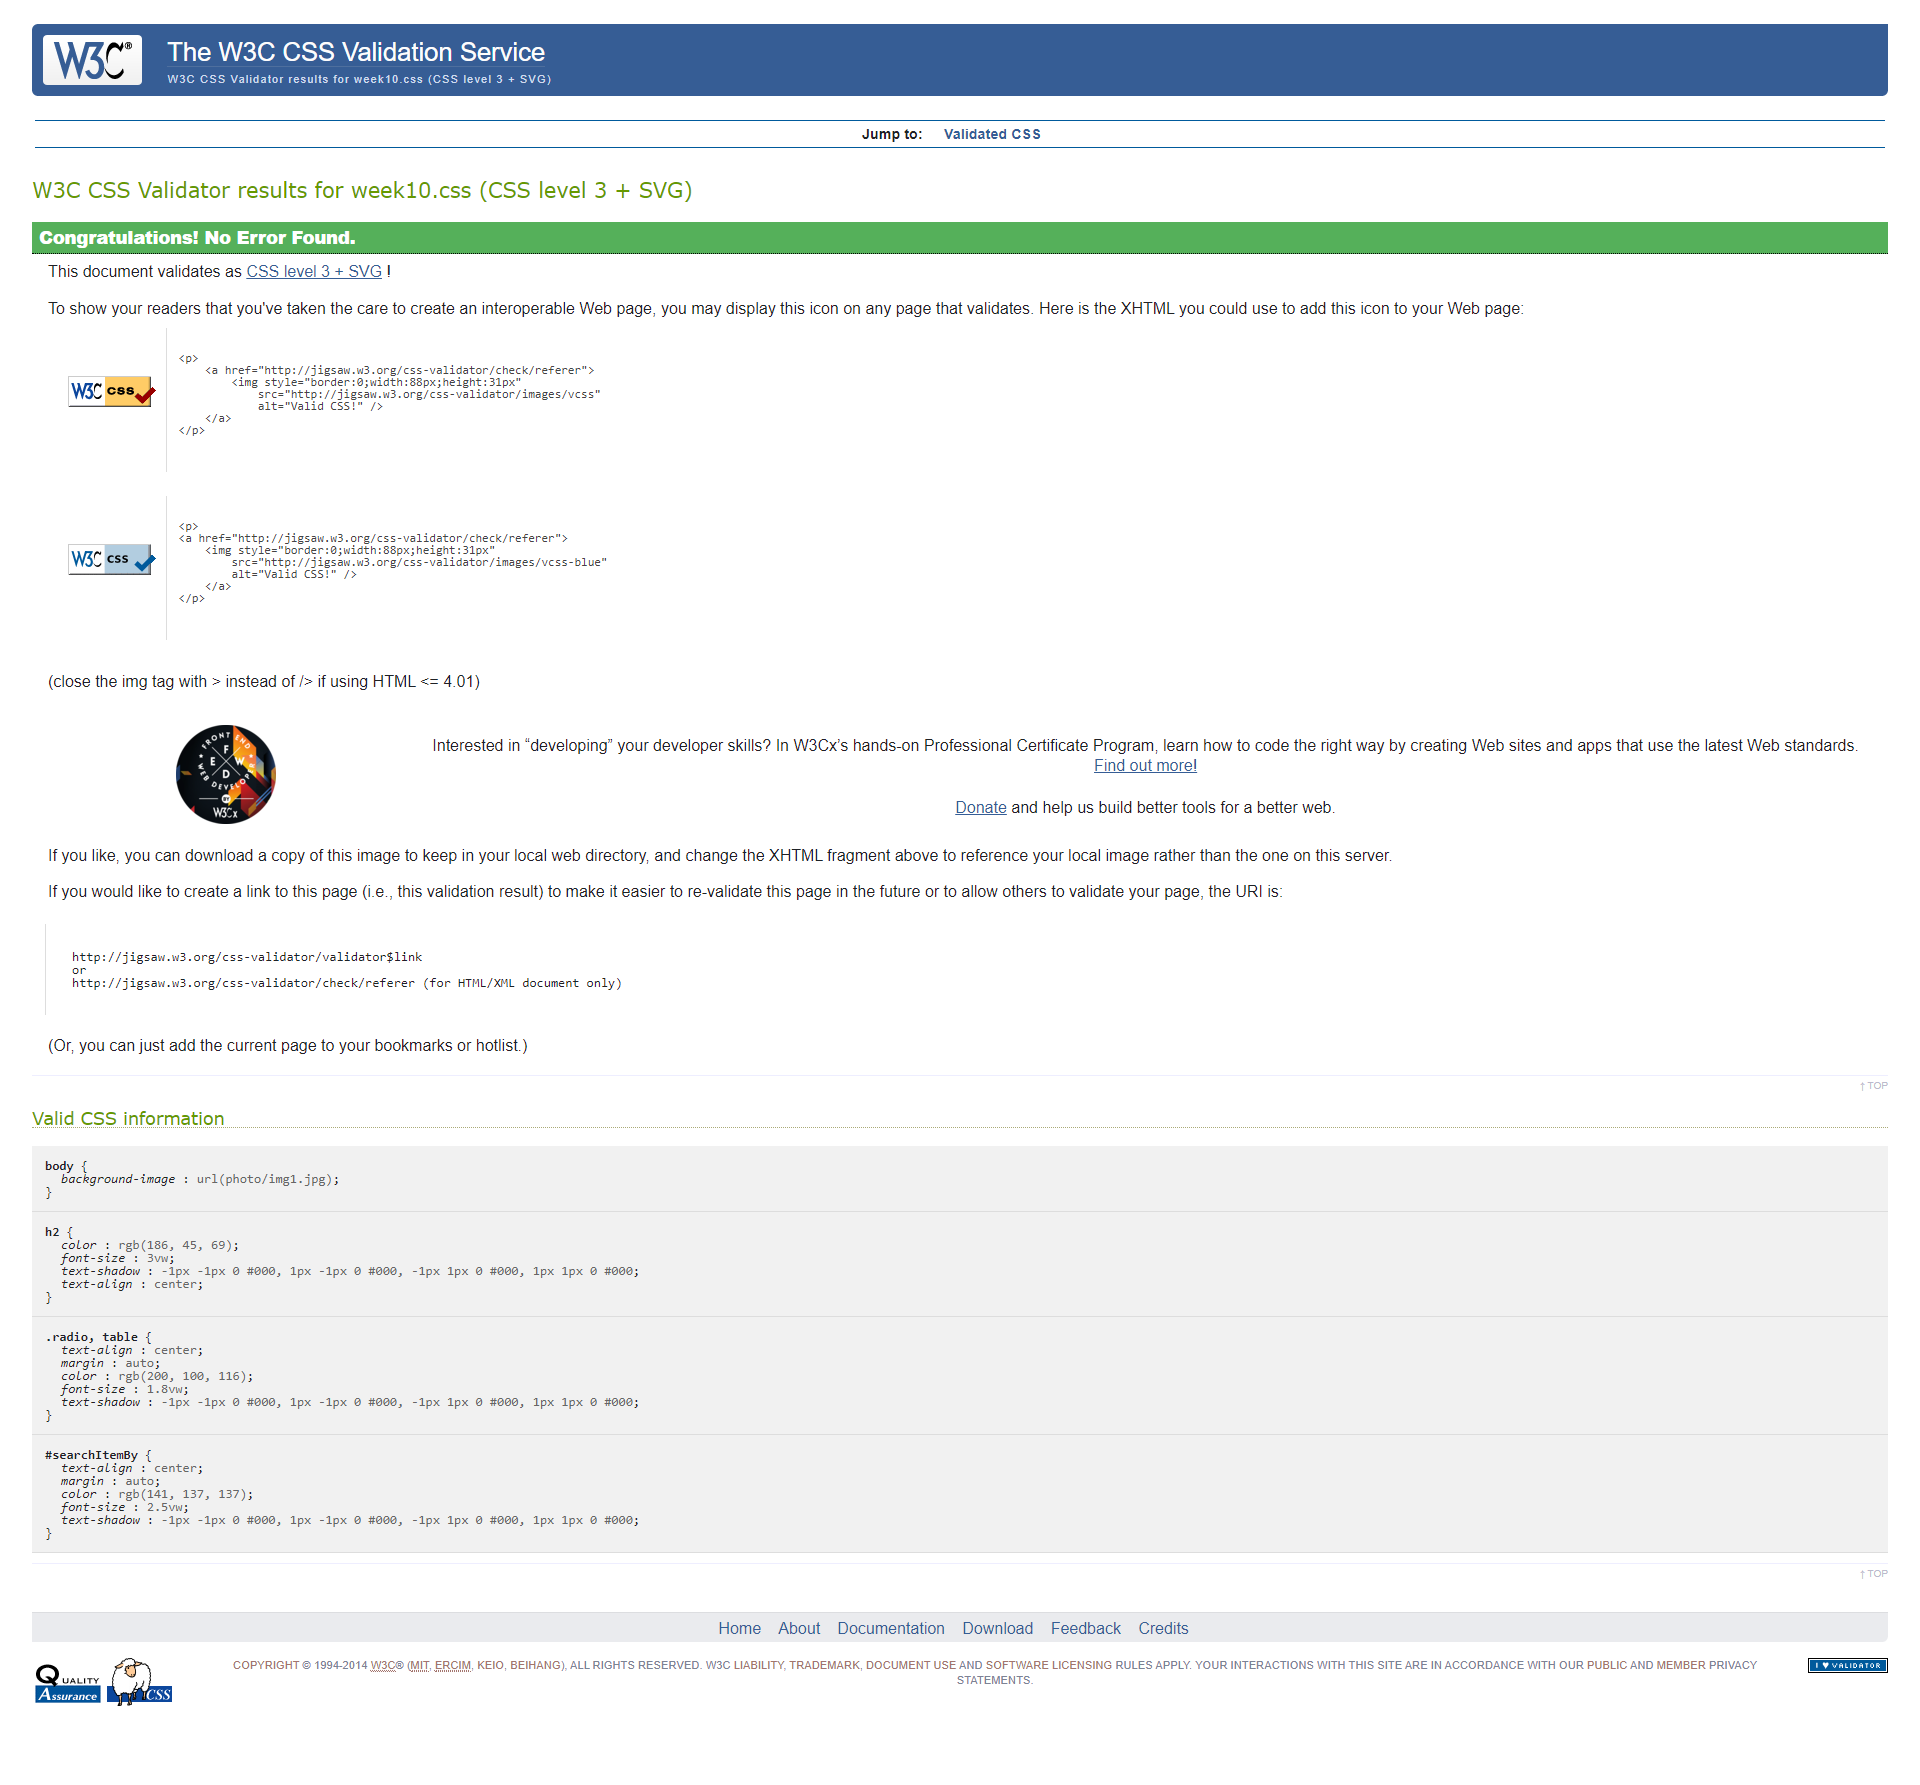 W3C®
The W3C CSS Validation Service
W3C CSS Validator results for week10.css (CSS level 3 + SVG)
Jump to: Validated CSS
W3C CSS Validator results for week10.css (CSS level 3 + SVG)
Congratulations! No Error Found.
This document validates as CSS level 3 + SVG !
To show your readers that you've taken the care to create an interoperable Web page, you may display this icon on any page that validates. Here is the XHTML you could use to add this icon to your Web page:
W3C css
<p>
    <a href="http://jigsaw.w3.org/css-validator/check/referer">
        <img style="border:0;width:88px;height:31px"
            src="http://jigsaw.w3.org/css-validator/images/vcss"
            alt="Valid CSS!" />
    </a>
</p>
W3C css
<p>
<a href="http://jigsaw.w3.org/css-validator/check/referer">
    <img style="border:0;width:88px;height:31px"
        src="http://jigsaw.w3.org/css-validator/images/vcss-blue"
        alt="Valid CSS!" />
    </a>
</p>
(close the img tag with > instead of /> if using HTML <= 4.01)
FRONT END
F E W D
WEB DEVELOPER
BY
W3Cx
Interested in “developing” your developer skills? In W3Cx’s hands-on Professional Certificate Program, learn how to code the right way by creating Web sites and apps that use the latest Web standards.
Find out more!
Donate and help us build better tools for a better web.
If you like, you can download a copy of this image to keep in your local web directory, and change the XHTML fragment above to reference your local image rather than the one on this server.
If you would like to create a link to this page (i.e., this validation result) to make it easier to re-validate this page in the future or to allow others to validate your page, the URI is:
http://jigsaw.w3.org/css-validator/validator$link
or
http://jigsaw.w3.org/css-validator/check/referer (for HTML/XML document only)
(Or, you can just add the current page to your bookmarks or hotlist.)
↑ TOP
Valid CSS information
body {
background-image : url(photo/img1.jpg);
}
h2 {
color : rgb(186, 45, 69);
font-size : 3vw;
text-shadow : -1px -1px 0 #000, 1px -1px 0 #000, -1px 1px 0 #000, 1px 1px 0 #000;
text-align : center;
}
.radio, table {
text-align : center;
margin : auto;
color : rgb(200, 100, 116);
font-size : 1.8vw;
text-shadow : -1px -1px 0 #000, 1px -1px 0 #000, -1px 1px 0 #000, 1px 1px 0 #000;
}
#searchItemBy {
text-align : center;
margin : auto;
color : rgb(141, 137, 137);
font-size : 2.5vw;
text-shadow : -1px -1px 0 #000, 1px -1px 0 #000, -1px 1px 0 #000, 1px 1px 0 #000;
}
↑ TOP
Home About Documentation Download Feedback Credits
Quality
Assurance
CSS
COPYRIGHT © 1994-2014 W3C® (MIT, ERCIM, KEIO, BEIHANG), ALL RIGHTS RESERVED. W3C LIABILITY, TRADEMARK, DOCUMENT USE AND SOFTWARE LICENSING RULES APPLY. YOUR INTERACTIONS WITH THIS SITE ARE IN ACCORDANCE WITH OUR PUBLIC AND MEMBER PRIVACY
STATEMENTS.
I ♥ VALIDATOR